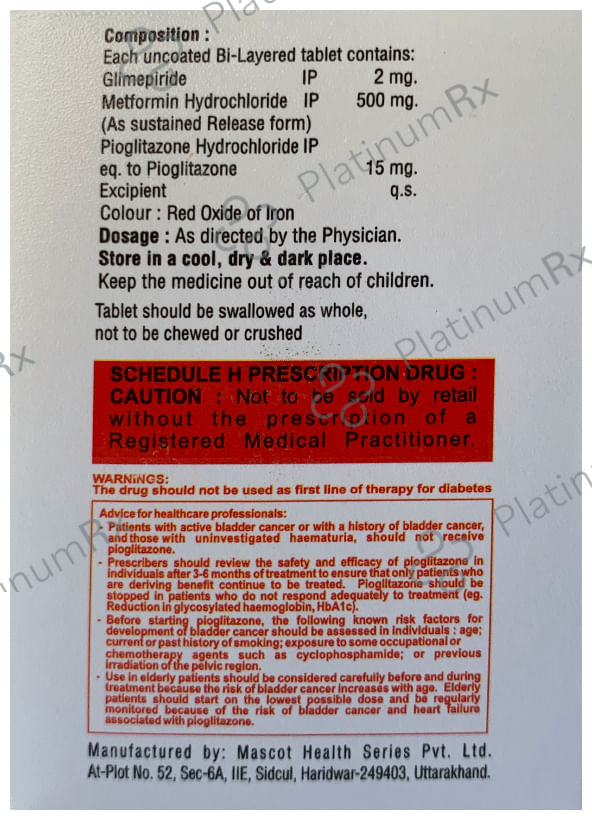 Composition :
Each uncoated Bi-Layered tablet contains:
Glimepiride IP 2 mg.
Metformin Hydrochloride IP 500 mg.
(As sustained Release form)
Pioglitazone Hydrochloride IP
eq. to Pioglitazone 15 mg.
Excipient q.s.
Colour : Red Oxide of Iron
Dosage : As directed by the Physician.
Store in a cool, dry & dark place.
Keep the medicine out of reach of children.
Tablet should be swallowed as whole,
not to be chewed or crushed
SCHEDULE H PRESCRIPTION DRUG :
CAUTION : Not to be sold by retail
without the prescription of a
Registered Medical Practitioner.
WARNINGS:
The drug should not be used as first line of therapy for diabetes
Advice for healthcare professionals:
- Patients with active bladder cancer or with a history of bladder cancer,
and those with uninvestigated haematuria, should not receive
pioglitazone.
- Prescribers should review the safety and efficacy of pioglitazone in
individuals after 3-6 months of treatment to ensure that only patients who
are deriving benefit continue to be treated. Pioglitazone should be
stopped in patients who do not respond adequately to treatment (eg.
Reduction in glycosylated haemoglobin, HbA1c).
- Before starting pioglitazone, the following known risk factors for
development of bladder cancer should be assessed in individuals : age;
current or past history of smoking; exposure to some occupational or
chemotherapy agents such as cyclophosphamide; or previous
irradiation of the pelvic region.
- Use in elderly patients should be considered carefully before and during
treatment because the risk of bladder cancer increases with age. Elderly
patients should start on the lowest possible dose and be regularly
monitored because of the risk of bladder cancer and heart failure
associated with pioglitazone.
Manufactured by: Mascot Health Series Pvt. Ltd.
At-Plot No. 52, Sec-6A, IIE, Sidcul, Haridwar-249403, Uttarakhand.
PlatinumRx
PlatinumRx